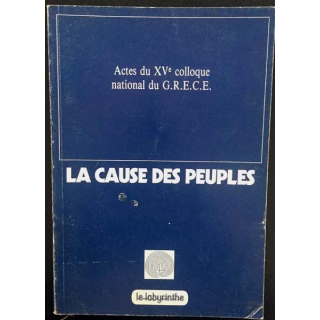 Actes du XVe colloque
national du G.R.E.C.E.
LA CAUSE DES PEUPLES
le labyrinthe